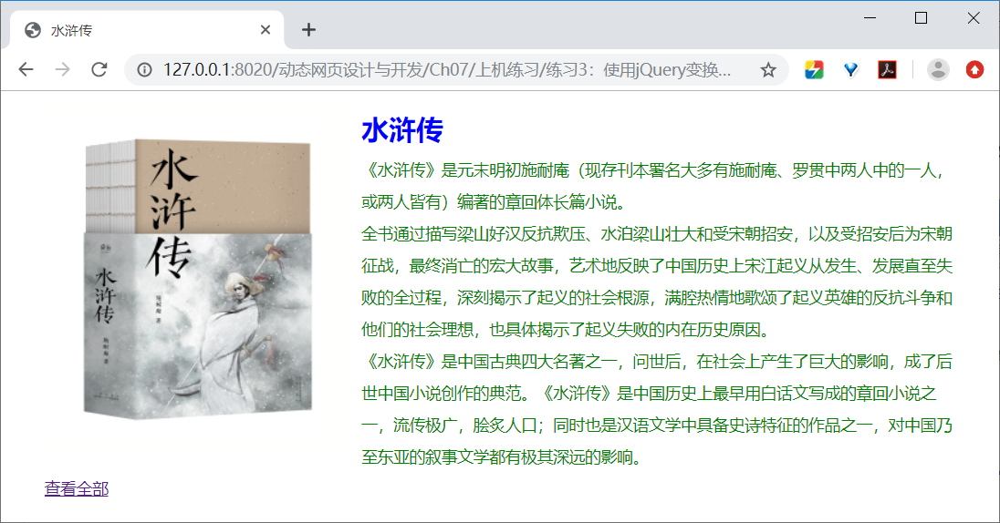 水浒传
127.0.0.1:8020/动态网页设计与开发/Ch07/上机练习/练习3：使用jQuery变换...
水浒传
水浒传
施耐庵 著
水浒传
施耐庵 著
《水浒传》是元末明初施耐庵（现存刊本署名大多有施耐庵、罗贯中两人中的一人，
或两人皆有）编著的章回体长篇小说。
全书通过描写梁山好汉反抗欺压、水泊梁山壮大和受宋朝招安，以及受招安后为宋朝
征战，最终消亡的宏大故事，艺术地反映了中国历史上宋江起义从发生、发展直至失
败的全过程，深刻揭示了起义的社会根源，满腔热情地歌颂了起义英雄的反抗斗争和
他们的社会理想，也具体揭示了起义失败的内在历史原因。
《水浒传》是中国古典四大名著之一，问世后，在社会上产生了巨大的影响，成了后
世中国小说创作的典范。《水浒传》是中国历史上最早用白话文写成的章回小说之
一，流传极广，脍炙人口；同时也是汉语文学中具备史诗特征的作品之一，对中国乃
至东亚的叙事文学都有极其深远的影响。
查看全部